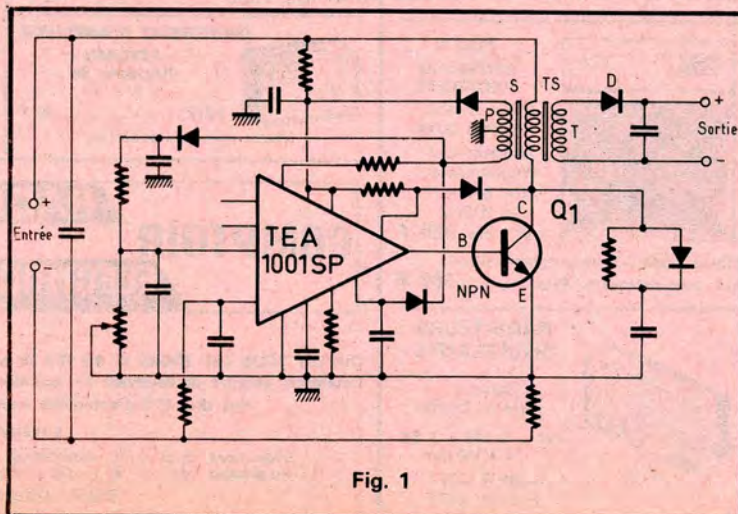 S
TS
D
P
+
T
Sortie
-
+
Entrée
-
TEA
1001SP
C
Q1
B
NPN
E
Fig. 1